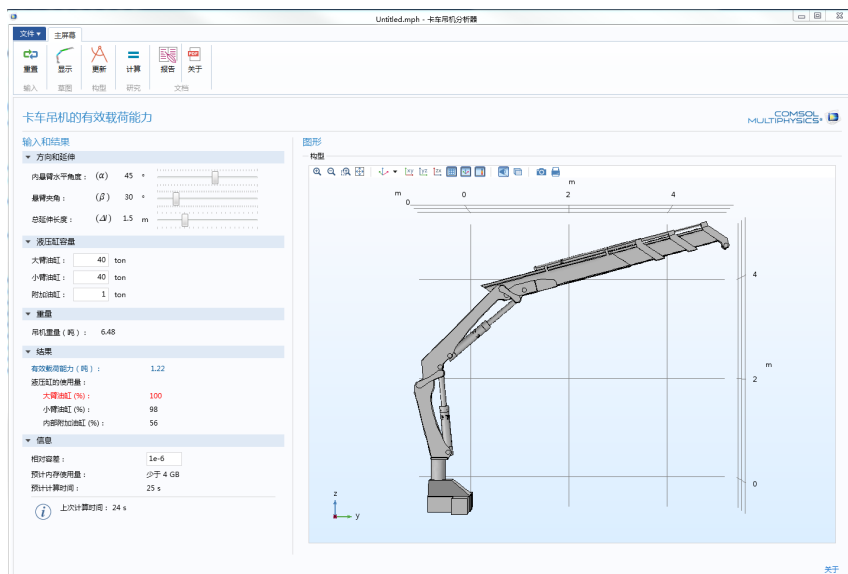 Untitled.mph - 卡车吊机分析器
文件 主屏幕
重置 显示 更新 计算 报告 关于
输入 草图 构型 研究 文档
卡车吊机的有效载荷能力
COMSOL
MULTIPHYSICS®
输入和结果
方向和延伸
内悬臂水平角度： (α) 45 °
悬臂夹角： (β) 30 °
总延伸长度： (Δl) 1.5 m
液压缸容量
大臂油缸： 40 ton
小臂油缸： 40 ton
附加油缸： 1 ton
重量
吊机重量 (吨)： 6.48
结果
有效载荷能力 (吨)： 1.22
液压缸的使用量：
大臂油缸 (%)： 100
小臂油缸 (%)： 98
内部附加油缸 (%)： 56
信息
相对容差： 1e-6
预计内存使用量： 少于 4 GB
预计计算时间： 25 s
上次计算时间： 24 s
图形
构型
xy yz zx
m
m 0 2 4
0
4
m
2
0
z
y
关于